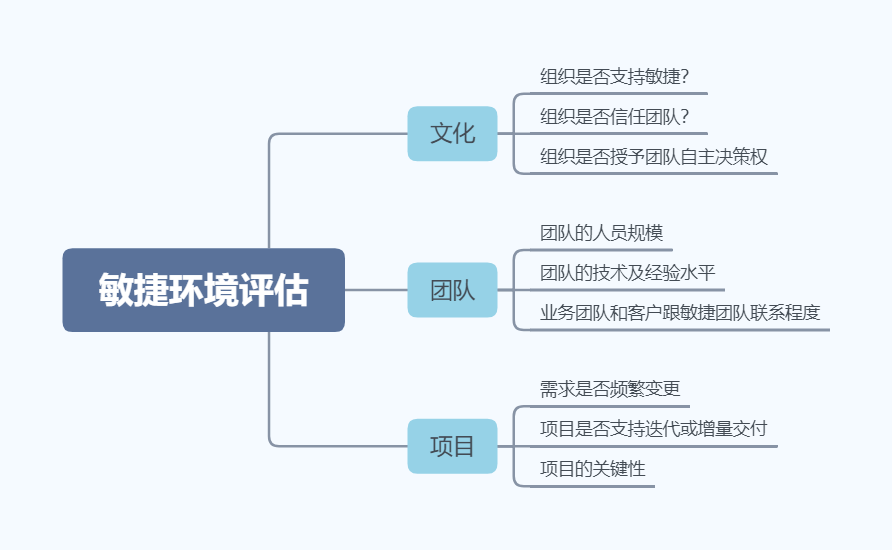 敏捷环境评估
文化
组织是否支持敏捷?
组织是否信任团队?
组织是否授予团队自主决策权
团队
团队的人员规模
团队的技术及经验水平
业务团队和客户跟敏捷团队联系程度
项目
需求是否频繁变更
项目是否支持迭代或增量交付
项目的关键性